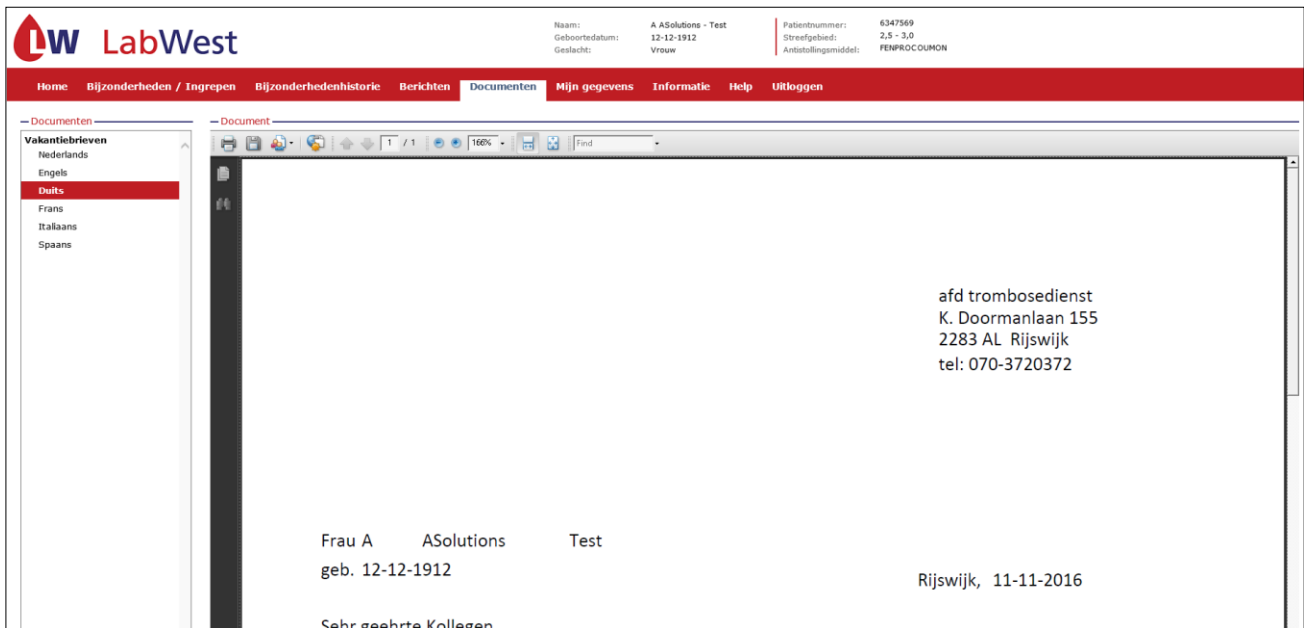 LW LabWest
Naam: A ASolutions - Test
Geboortedatum: 12-12-1912
Geslacht: Vrouw
Patientnummer: 6347569
Streefgebied: 2,5 - 3,0
Antistollingsmiddel: FENPROCOUMON
Home Bijzonderheden / Ingrepen Bijzonderhedenhistorie Berichten Documenten Mijn gegevens Informatie Help Uitloggen
Documenten
Vakantiebrieven
Nederlands
Engels
Duits
Frans
Italiaans
Spaans
Document
1 / 1 166% Find
afd trombosedienst
K. Doormanlaan 155
2283 AL Rijswijk
tel: 070-3720372
Frau A ASolutions Test
geb. 12-12-1912
Rijswijk, 11-11-2016
Sehr geehrte Kollegen